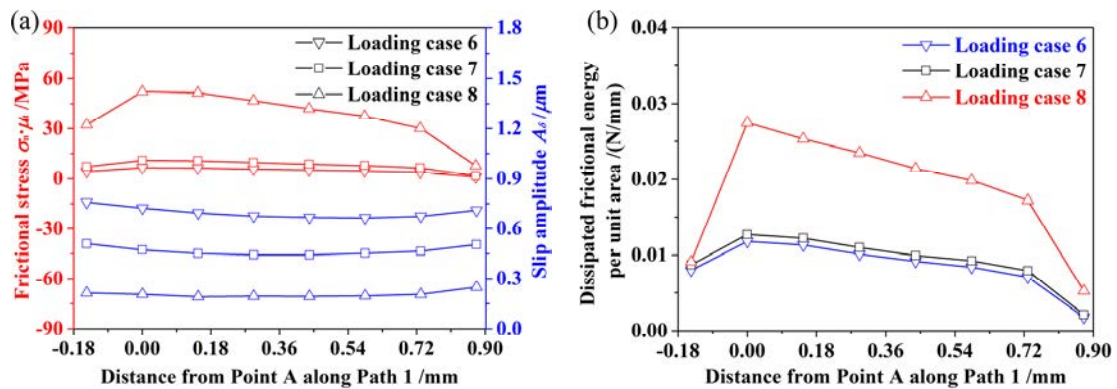 (a)
90
60
30
0
-30
-60
-90
Frictional stress σₙ·μᵢ /MPa
1.8
1.5
1.2
0.9
0.6
0.3
0.0
Slip amplitude A_δ /μm
Loading case 6
Loading case 7
Loading case 8
-0.18 0.00 0.18 0.36 0.54 0.72 0.90
Distance from Point A along Path 1 /mm
(b)
0.04
0.03
0.02
0.01
0.00
Dissipated frictional energy
per unit area /(N/mm)
Loading case 6
Loading case 7
Loading case 8
-0.18 0.00 0.18 0.36 0.54 0.72 0.90
Distance from Point A along Path 1 /mm